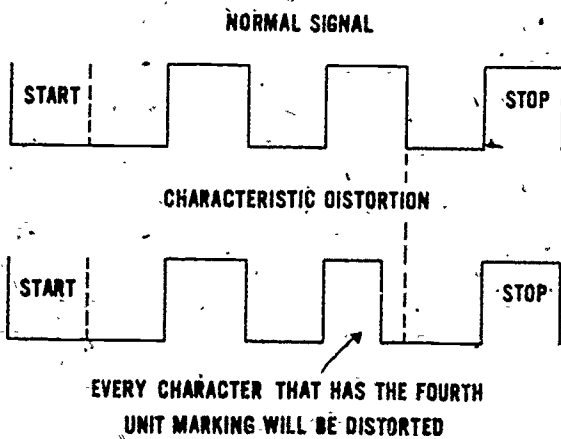 NORMAL SIGNAL
START
STOP
CHARACTERISTIC DISTORTION
START
STOP
EVERY CHARACTER THAT HAS THE FOURTH
UNIT MARKING WILL BE DISTORTED